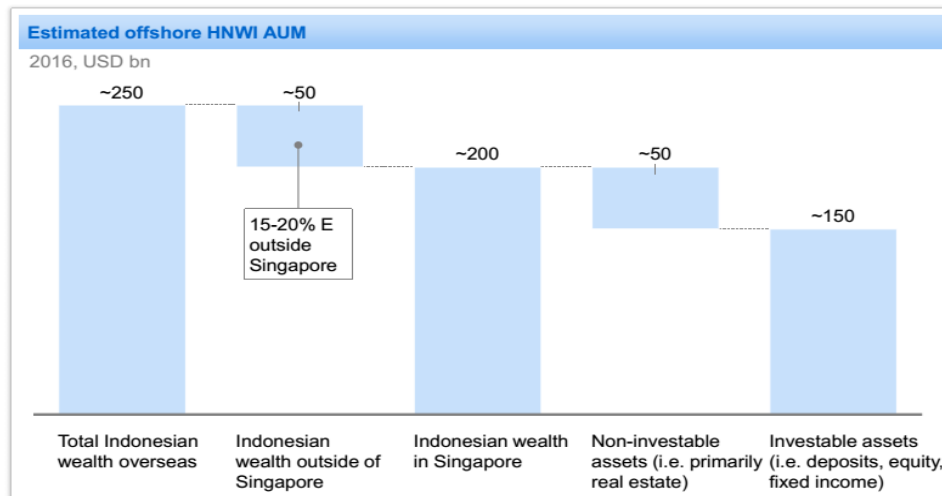 Estimated offshore HNWI AUM
2016, USD bn
~250
~50
~200
~50
~150
15-20% E
outside
Singapore
Total Indonesian
wealth overseas
Indonesian
wealth outside of
Singapore
Indonesian wealth
in Singapore
Non-investable
assets (i.e. primarily
real estate)
Investable assets
(i.e. deposits, equity,
fixed income)